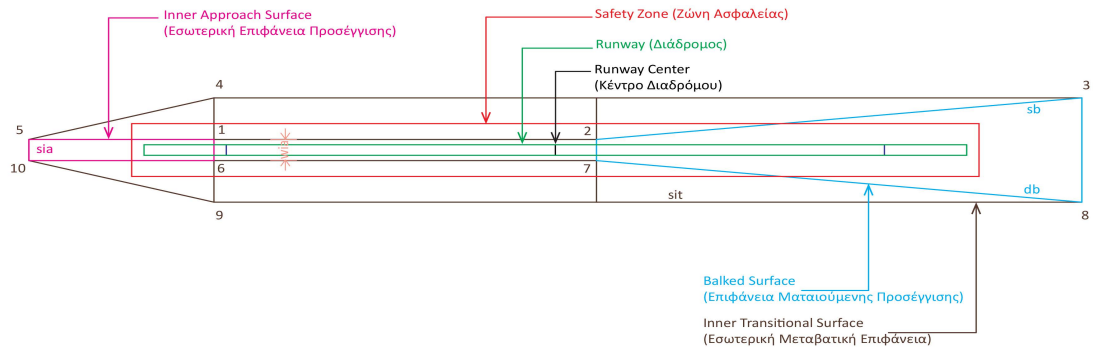 Inner Approach Surface
(Εσωτερική Επιφάνεια Προσέγγισης)
Safety Zone (Ζώνη Ασφαλείας)
Runway (Διάδρομος)
Runway Center
(Κέντρο Διαδρόμου)
4
3
sb
5
1
2
sia
wia
10
6
7
sit
db
9
8
Balked Surface
(Επιφάνεια Ματαιούμενης Προσέγγισης)
Inner Transitional Surface
(Εσωτερική Μεταβατική Επιφάνεια)